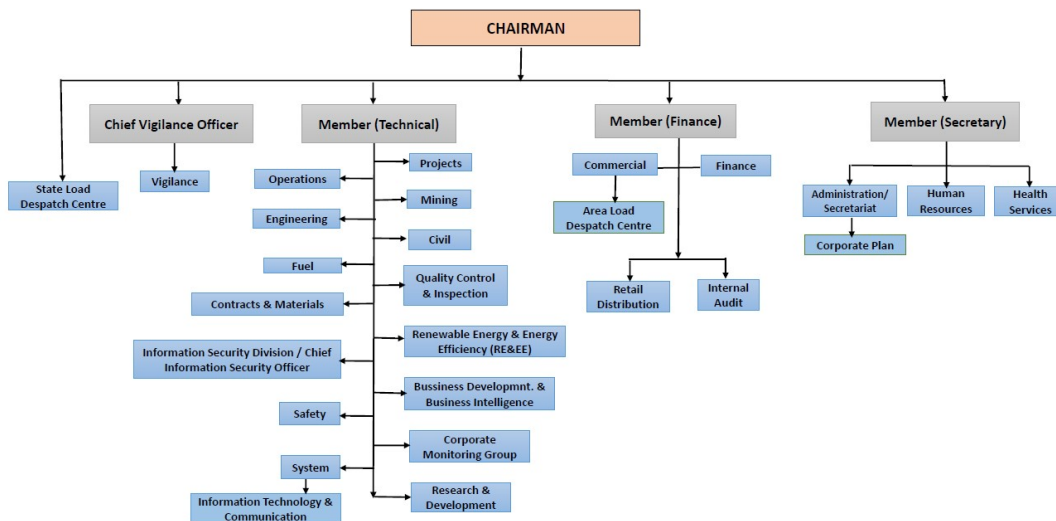 CHAIRMAN
Chief Vigilance Officer
Member (Technical)
Member (Finance)
Member (Secretary)
State Load
Despatch Centre
Vigilance
Projects
Operations
Mining
Engineering
Civil
Fuel
Quality Control
& Inspection
Contracts & Materials
Renewable Energy & Energy
Efficiency (RE&EE)
Information Security Division / Chief
Information Security Officer
Bussiness Developmnt. &
Business Intelligence
Safety
Corporate
Monitoring Group
System
Information Technology &
Communication
Research &
Development
Commercial
Finance
Area Load
Despatch Centre
Retail
Distribution
Internal
Audit
Administration/
Secretariat
Human
Resources
Health
Services
Corporate Plan